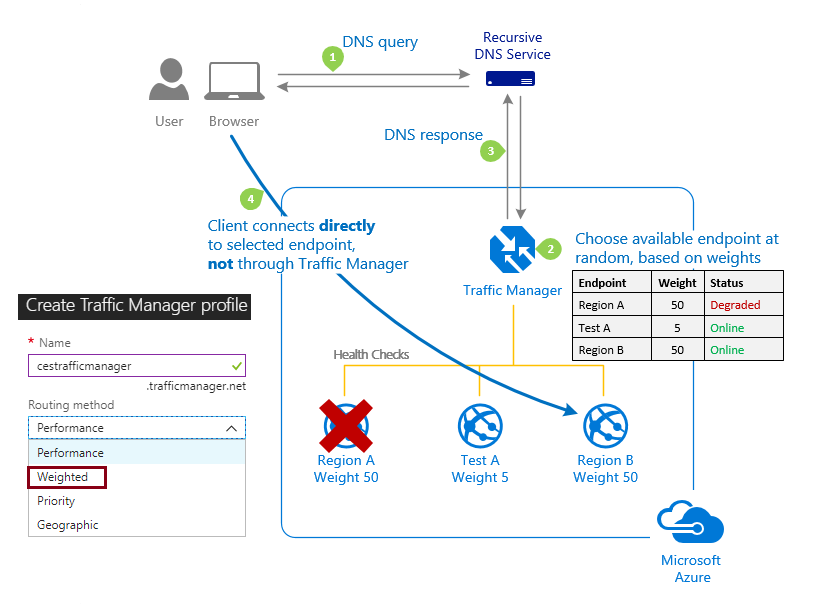 DNS query
1
Recursive
DNS Service
User
Browser
DNS response
3
4
Client connects directly
to selected endpoint,
not through Traffic Manager
2
Choose available endpoint at
random, based on weights
Traffic Manager
Endpoint Weight Status
Region A 50 Degraded
Test A 5 Online
Region B 50 Online
Create Traffic Manager profile
* Name
cestrafficmanager
.trafficmanager.net
Routing method
Performance
Performance
Weighted
Priority
Geographic
Health Checks
Region A
Weight 50
Test A
Weight 5
Region B
Weight 50
Microsoft
Azure